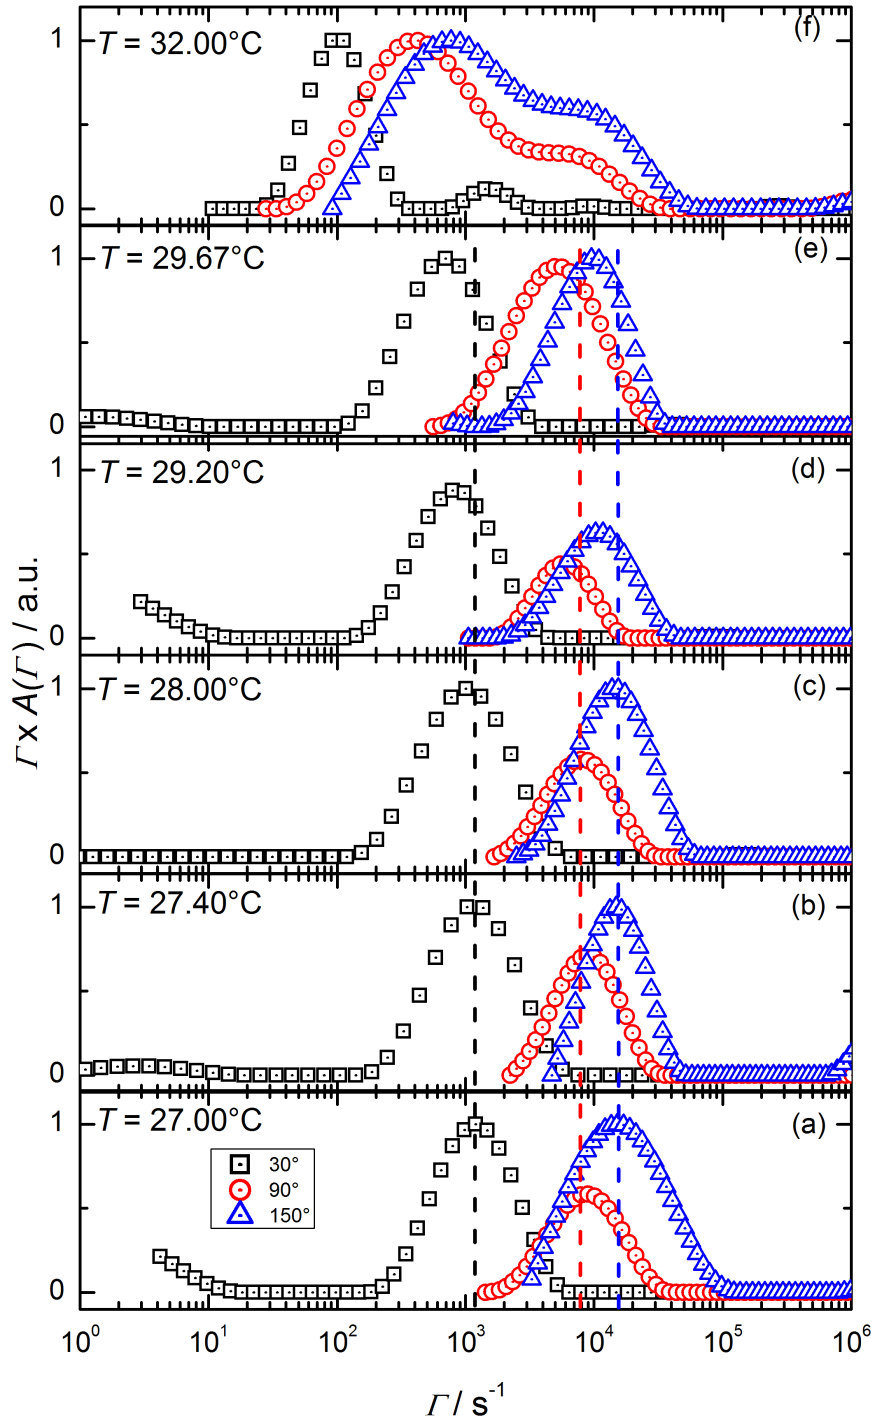 1
T = 32.00°C
(f)
0
1
T = 29.67°C
(e)
0
1
T = 29.20°C
(d)
0
1
T = 28.00°C
(c)
0
1
T = 27.40°C
(b)
0
1
T = 27.00°C
(a)
30°
90°
150°
0
10⁰ 10¹ 10² 10³ 10⁴ 10⁵ 10⁶
Γ / s⁻¹
Γ x A(Γ) / a.u.